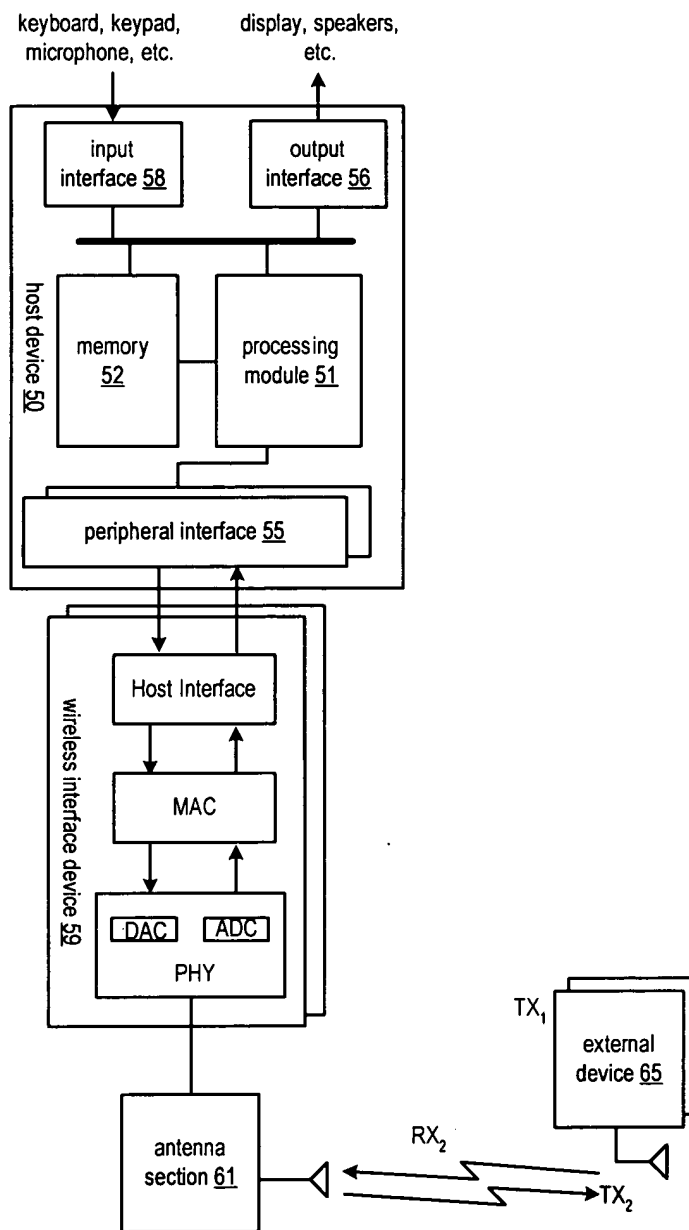 keyboard, keypad,
microphone, etc.
display, speakers,
etc.
input
interface 58
output
interface 56
host device 50
memory
52
processing
module 51
peripheral interface 55
wireless interface device 59
Host Interface
MAC
DAC
ADC
PHY
TX₁
external
device 65
antenna
section 61
RX₂
TX₂